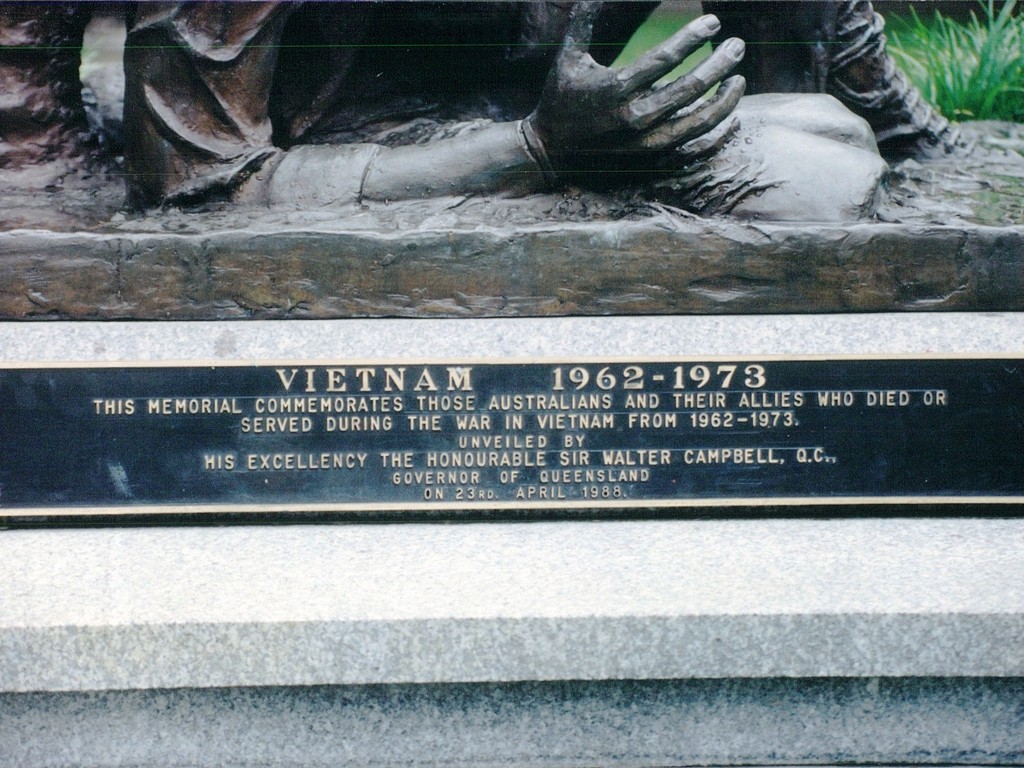 VIETNAM 1962-1973
THIS MEMORIAL COMMEMORATES THOSE AUSTRALIANS AND THEIR ALLIES WHO DIED OR
SERVED DURING THE WAR IN VIETNAM FROM 1962-1973.
UNVEILED BY
HIS EXCELLENCY THE HONOURABLE SIR WALTER CAMPBELL, Q.C.,
GOVERNOR OF QUEENSLAND
ON 23RD. APRIL 1988.